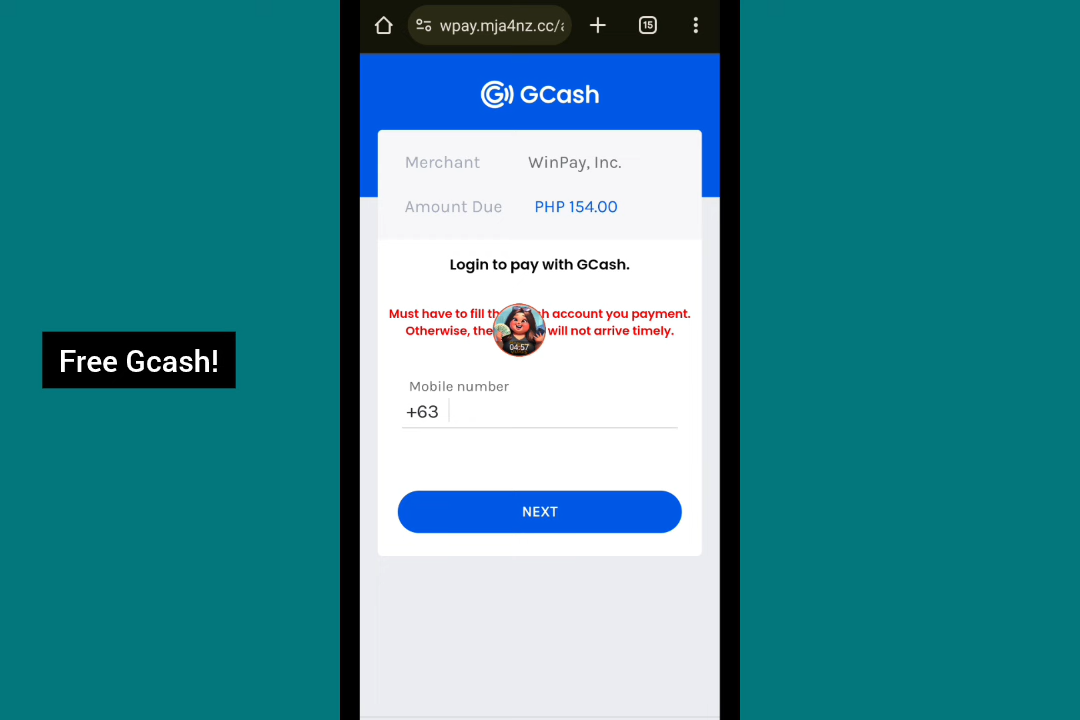 15
wpay.mja4nz.cc/
GCash
Merchant WinPay, Inc.
Amount Due PHP 154.00
Login to pay with GCash.
Must have to fill account you payment.
Otherwise, will not arrive timely.
04:57
Free Gcash!
Mobile number
+63
NEXT